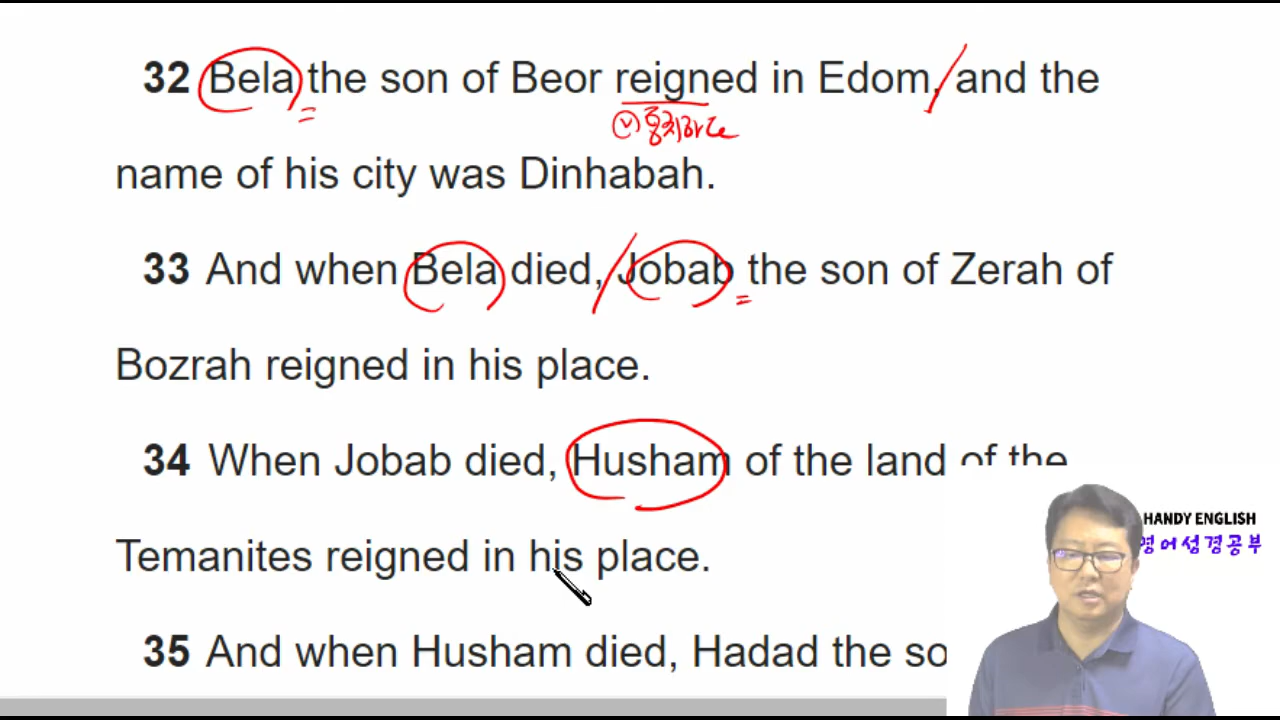 32 Bela the son of Beor reigned in Edom, and the
ⓥ 통치하다
name of his city was Dinhabah.
33 And when Bela died, Jobab the son of Zerah of
Bozrah reigned in his place.
34 When Jobab died, Husham of the land of the
Temanites reigned in his place.
35 And when Husham died, Hadad the so
HANDY ENGLISH
영어성경공부